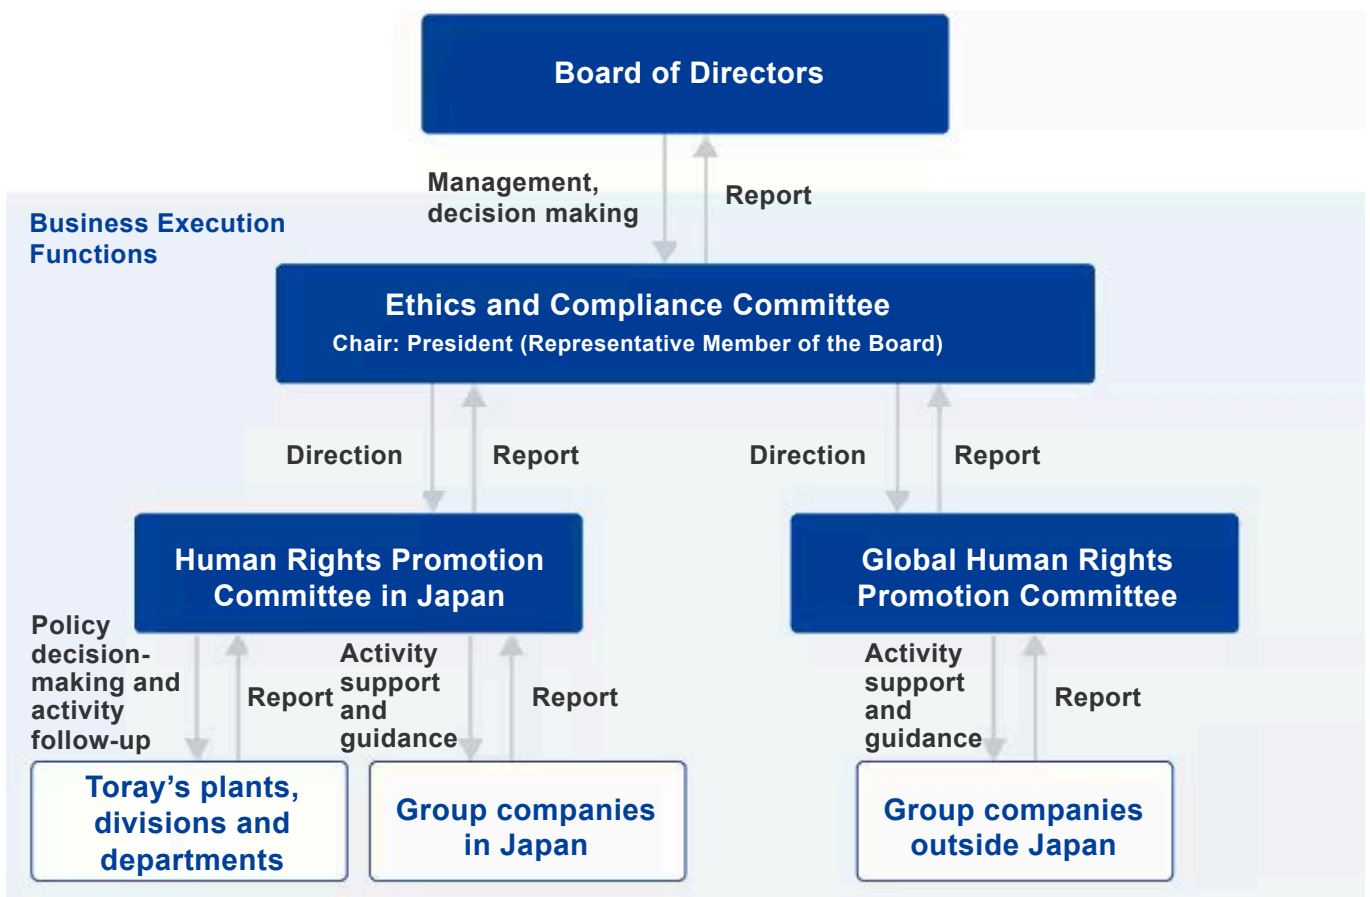 Board of Directors
Management,
decision making
Report
Business Execution
Functions
Ethics and Compliance Committee
Chair: President (Representative Member of the Board)
Direction
Report
Direction
Report
Human Rights Promotion
Committee in Japan
Global Human Rights
Promotion Committee
Policy
decision-
making and
activity
follow-up
Report
Activity
support
and
guidance
Report
Activity
support
and
guidance
Report
Toray's plants,
divisions and
departments
Group companies
in Japan
Group companies
outside Japan